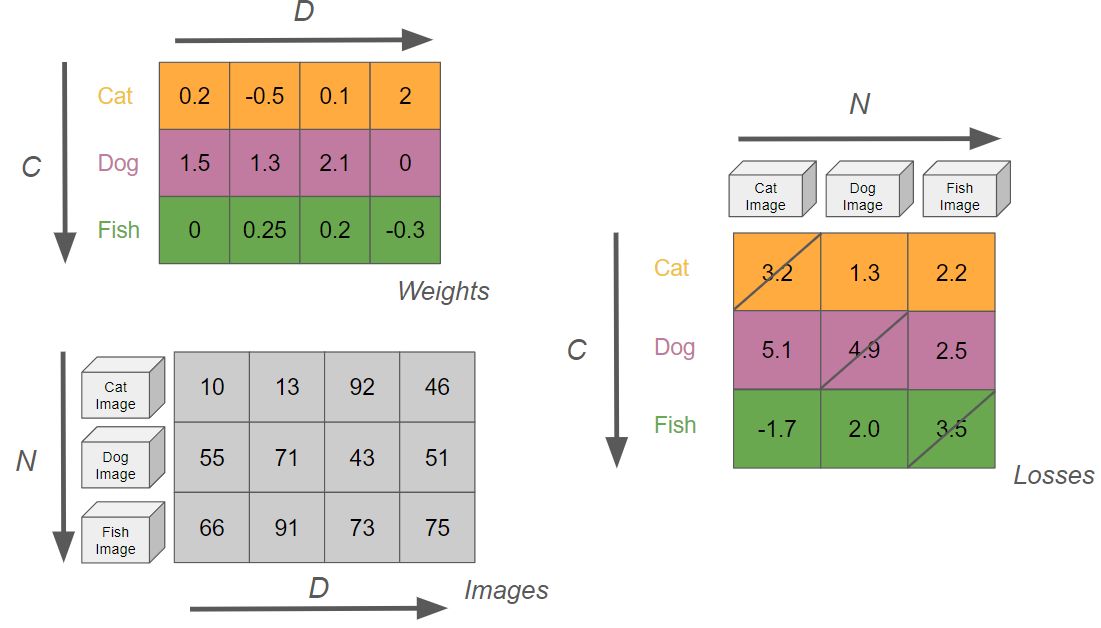 D
C
Cat 0.2 -0.5 0.1 2
Dog 1.5 1.3 2.1 0
Fish 0 0.25 0.2 -0.3
Weights
N
Cat
Image
10 13 92 46
Dog
Image
55 71 43 51
Fish
Image
66 91 73 75
D
Images
N
Cat
Image
Dog
Image
Fish
Image
C
Cat 3.2 1.3 2.2
Dog 5.1 4.9 2.5
Fish -1.7 2.0 3.5
Losses